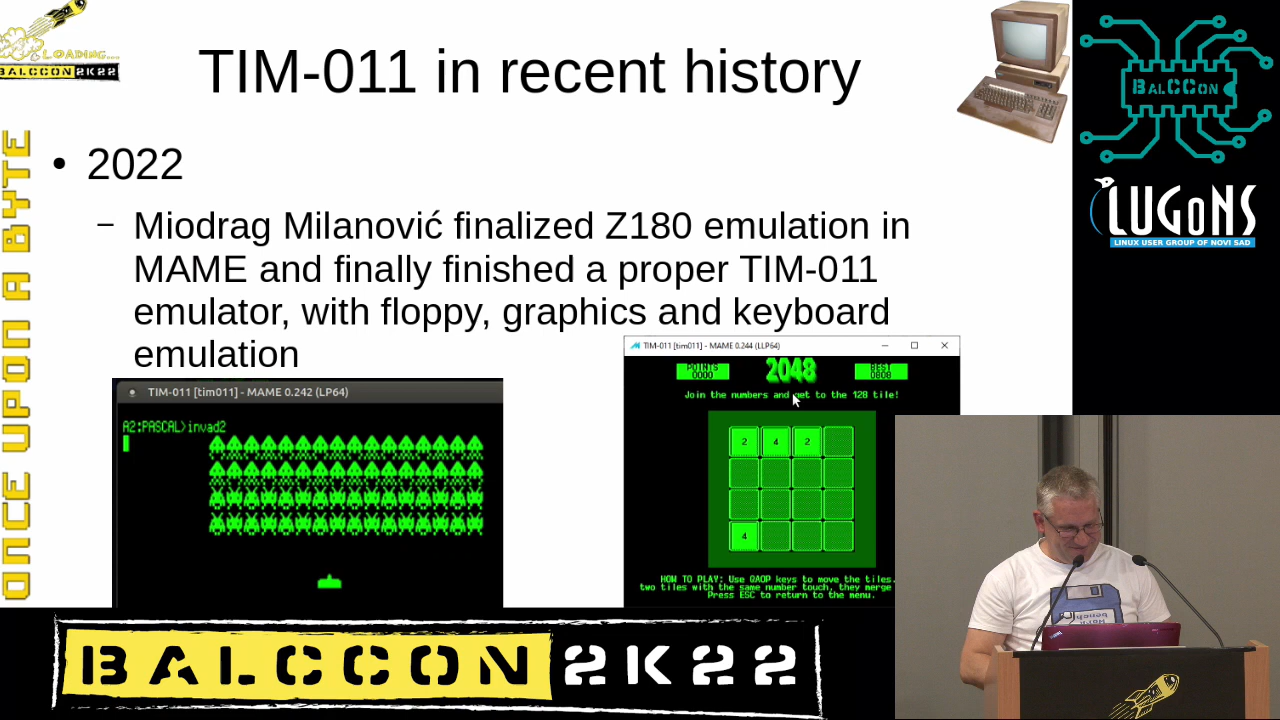 LOADING...
BALCCON2K22
TIM-011 in recent history
BALCCON
LUGONS
LINUX USER GROUP OF NOVI SAD
ONCE UPON A BYTE
• 2022
– Miodrag Milanović finalized Z180 emulation in
MAME and finally finished a proper TIM-011
emulator, with floppy, graphics and keyboard
emulation
TIM-011 [tim011] - MAME 0.242 (LP64)
A2:PASCAL>invad2
TIM-011 [tim011] - MAME 0.244 (LLP64)
POINTS
0000
2048
BEST
0808
Join the numbers and get to the 128 tile!
2 4 2
4
HOW TO PLAY: Use QAOP keys to move the tiles.
two tiles with the same number touch, they merge
Press ESC to return to the menu.
BALCCON 2K22